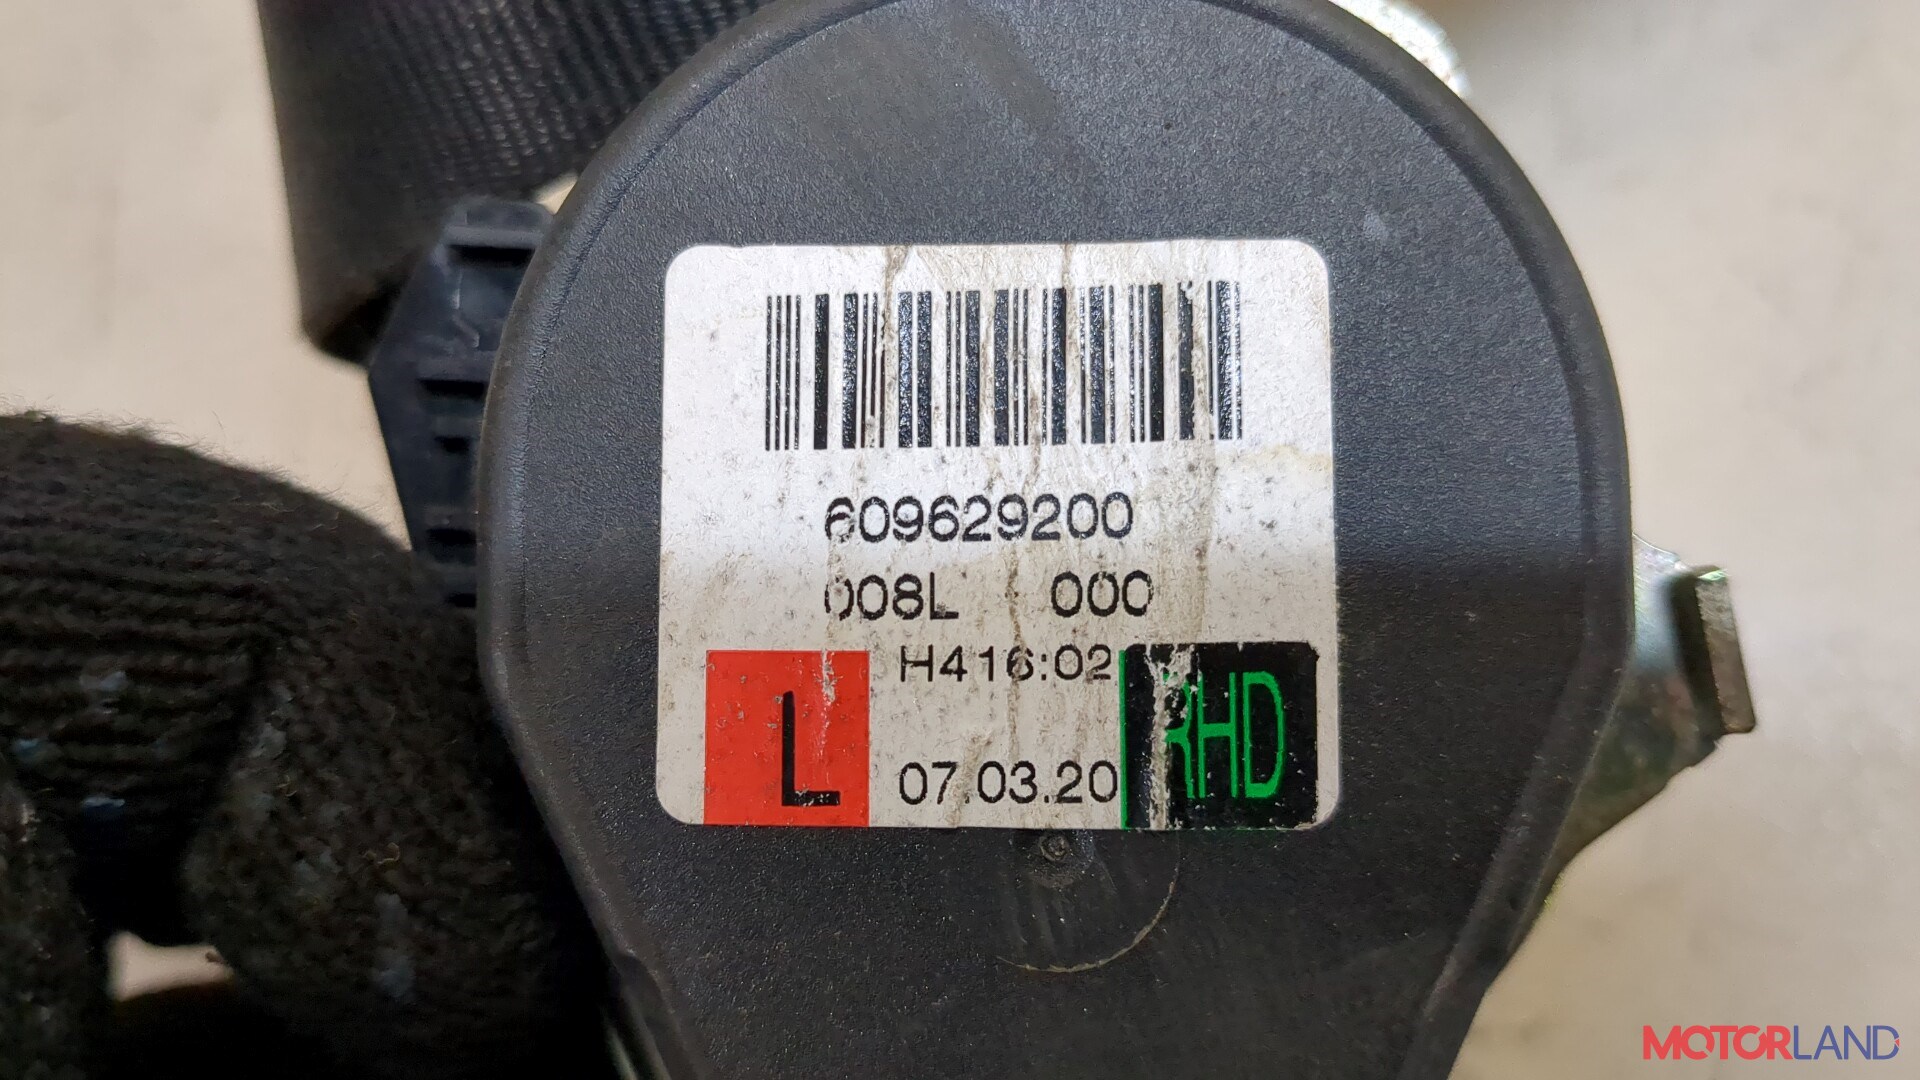 609629200
008L 000
H416:02
L
07.03.20
RHD
MOTORLAND